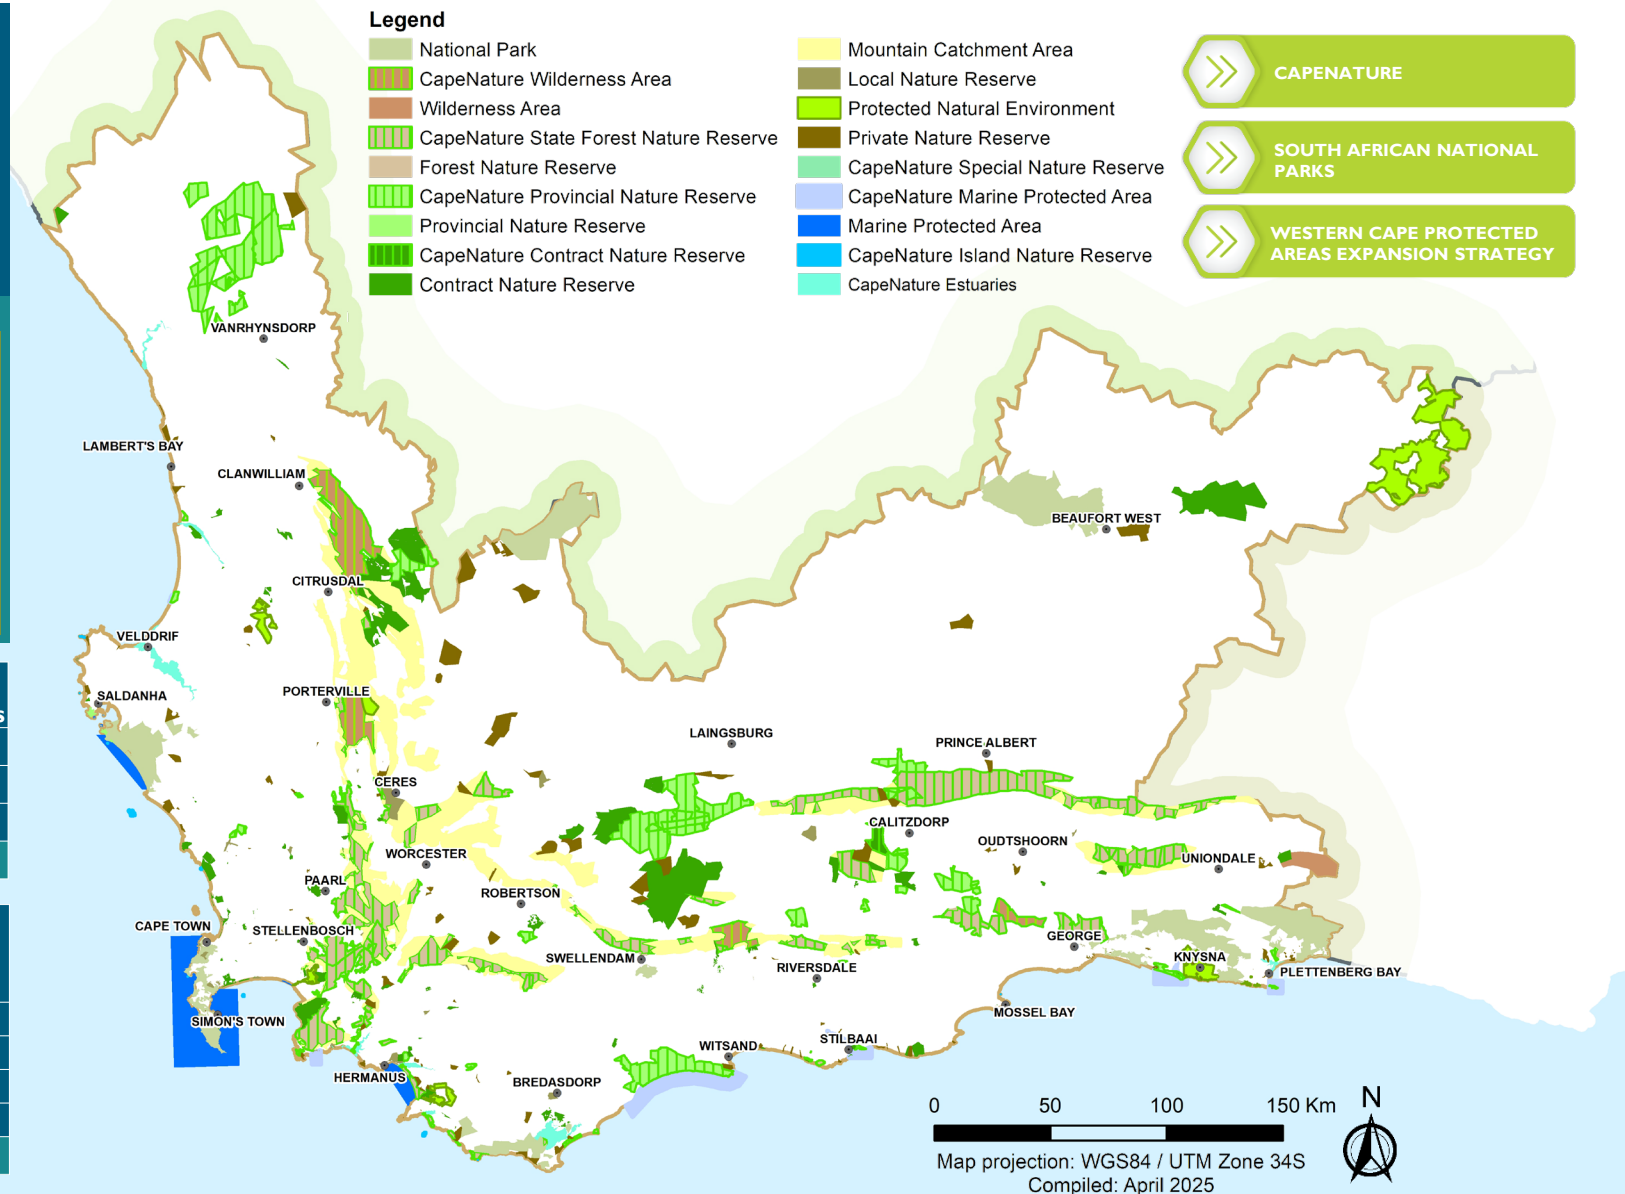 Legend
National Park
CapeNature Wilderness Area
Wilderness Area
CapeNature State Forest Nature Reserve
Forest Nature Reserve
CapeNature Provincial Nature Reserve
Provincial Nature Reserve
CapeNature Contract Nature Reserve
Contract Nature Reserve
Mountain Catchment Area
Local Nature Reserve
Protected Natural Environment
Private Nature Reserve
CapeNature Special Nature Reserve
CapeNature Marine Protected Area
Marine Protected Area
CapeNature Island Nature Reserve
CapeNature Estuaries
CAPENATURE
SOUTH AFRICAN NATIONAL
PARKS
WESTERN CAPE PROTECTED
AREAS EXPANSION STRATEGY
VANRHYNSDORP
LAMBERT'S BAY
CLANWILLIAM
BEAUFORT WEST
CITRUSDAL
VELDDRIF
SALDANHA
PORTERVILLE
s
LAINGSBURG
PRINCE ALBERT
CERES
CALITZDORP
OUDTSHOORN
WORCESTER
UNIONDALE
PAARL
ROBERTSON
CAPE TOWN
STELLENBOSCH
GEORGE
SWELLENDAM
KNYSNA
RIVERSDALE
PLETTENBERG BAY
MOSSEL BAY
SIMON'S TOWN
STILBAAI
WITSAND
HERMANUS
BREDASDORP
0 50 100 150 Km
N
Map projection: WGS84 / UTM Zone 34S
Compiled: April 2025